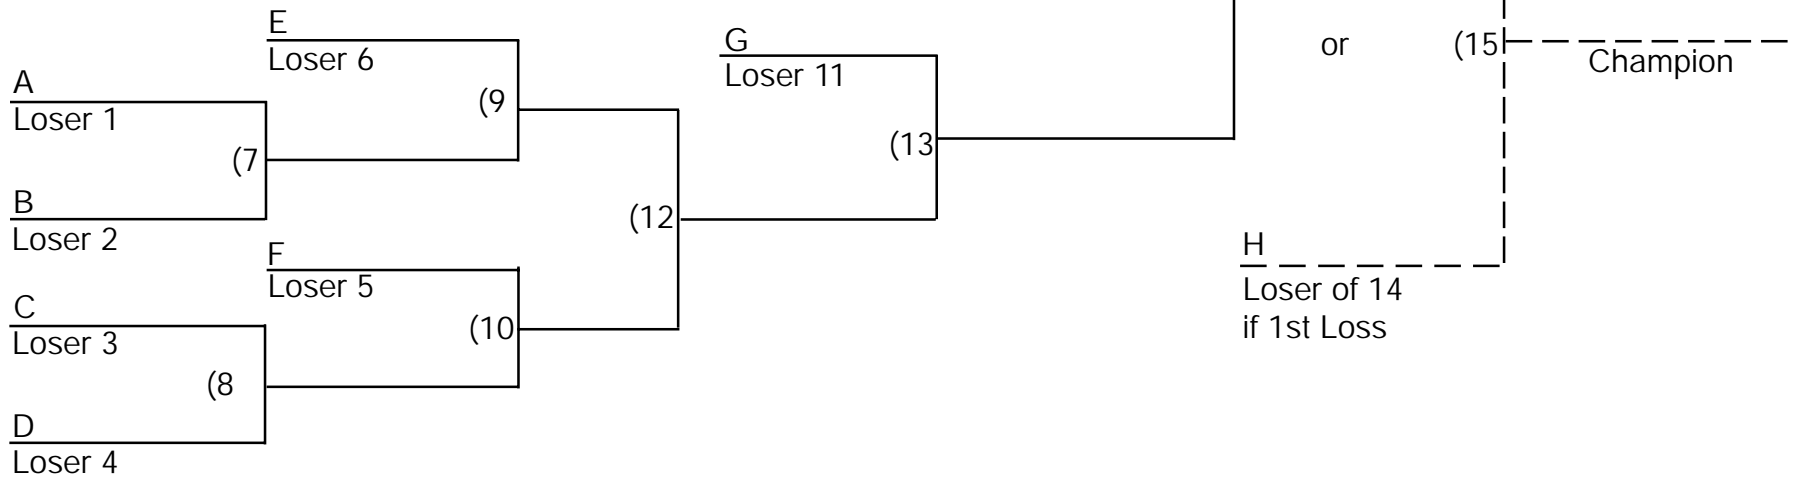 E
Loser 6
G
Loser 11
or
(15
Champion
A
Loser 1
(9
(13
(7
B
Loser 2
(12
F
Loser 5
H
Loser of 14
if 1st Loss
C
Loser 3
(10
(8
D
Loser 4